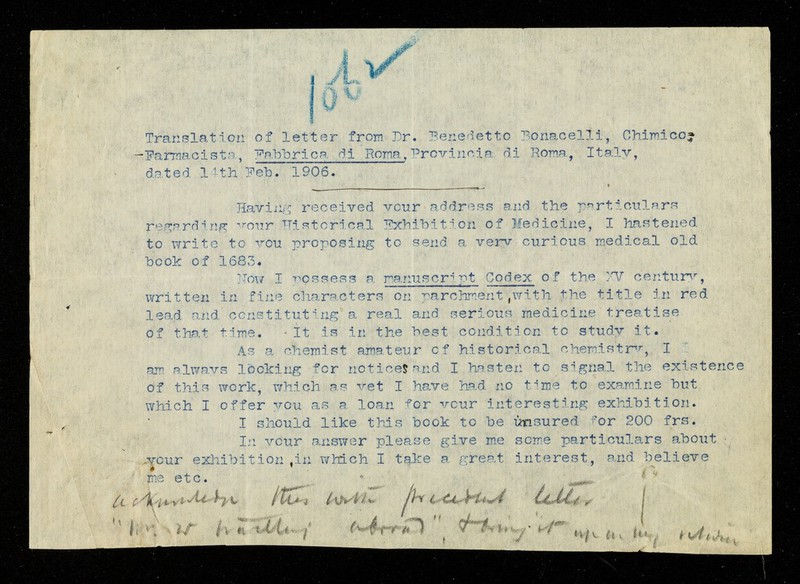 1062
Translation of letter from Dr. Benedetto Bonacelli, Chimico,
-Farmacista, Fabbrica di Roma, Provincia di Roma, Italy,
dated 14th Feb. 1906.
Having received your address and the particulars
regarding your Historical Exhibition of Medicine, I hastened
to write to you proposing to send a very curious medical old
book of 1683.
Now I possess a manuscript Codex of the XV century,
written in fine characters on parchment, with the title in red
lead and constituting a real and serious medicine treatise
of that time. It is in the best condition to study it.
As a chemist amateur of historical chemistry, I
am always looking for notices and I hasten to signal the existence
of this work, which as yet I have had no time to examine but
which I offer you as a loan for your interesting exhibition.
I should like this book to be insured for 200 frs.
In your answer please give me some particulars about
your exhibition, in which I take a great interest, and believe
me etc.
acknowledge this with precedent letter
"Mr. W travelling abroad", & bring it up on my return